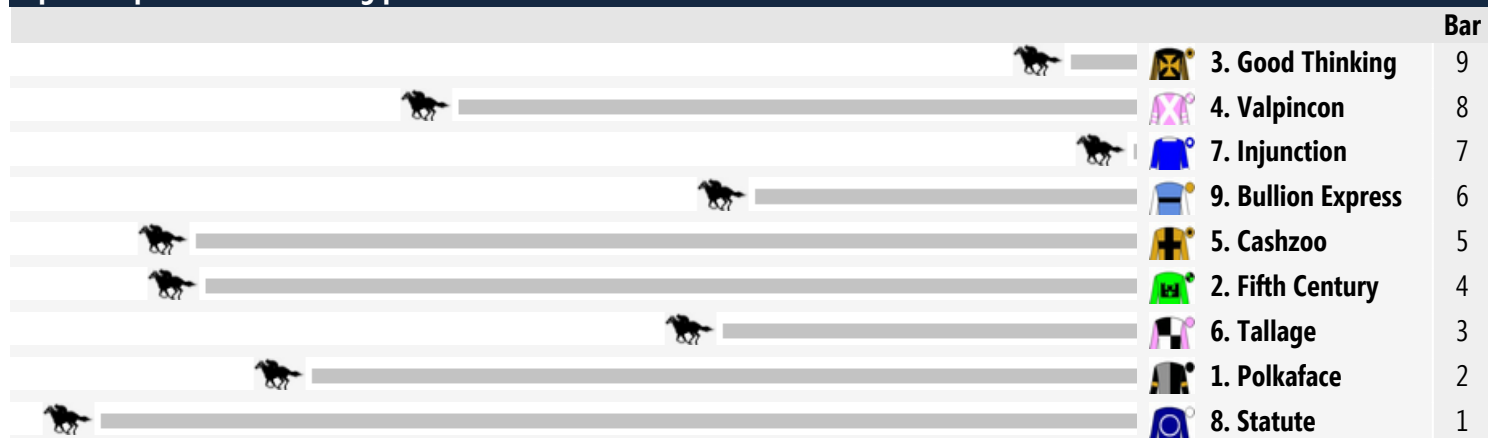 Bar
3. Good Thinking 9
4. Valpincon 8
7. Injunction 7
9. Bullion Express 6
5. Cashzoo 5
2. Fifth Century 4
6. Tallage 3
1. Polkaface 2
8. Statute 1